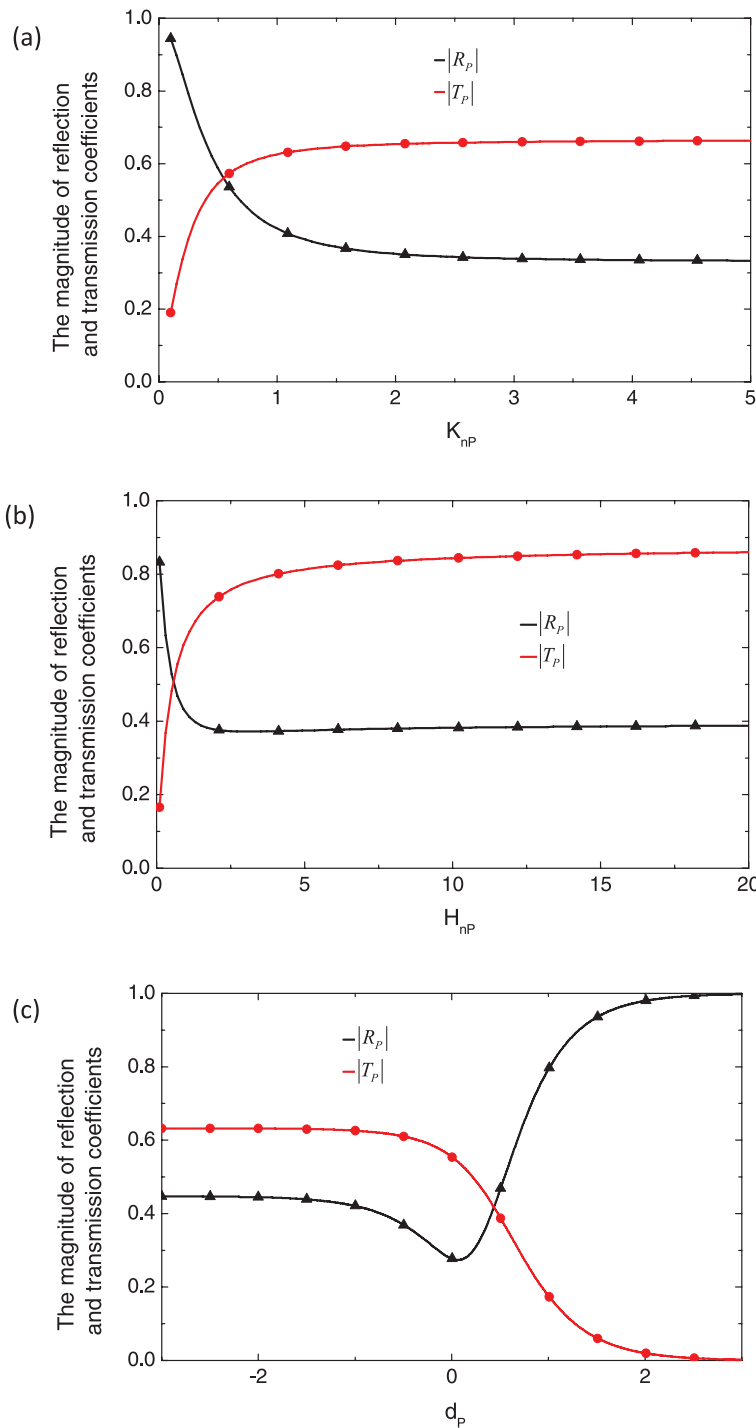 (a)
The magnitude of reflection
and transmission coefficients
1.0
0.8
0.6
0.4
0.2
0.0
|R_P|
|T_P|
0 1 2 3 4 5
K_nP
(b)
The magnitude of reflection
and transmission coefficients
1.0
0.8
0.6
0.4
0.2
0.0
|R_P|
|T_P|
0 5 10 15 20
H_nP
(c)
The magnitude of reflection
and transmission coefficients
1.0
0.8
0.6
0.4
0.2
0.0
|R_P|
|T_P|
-2 0 2
d_P